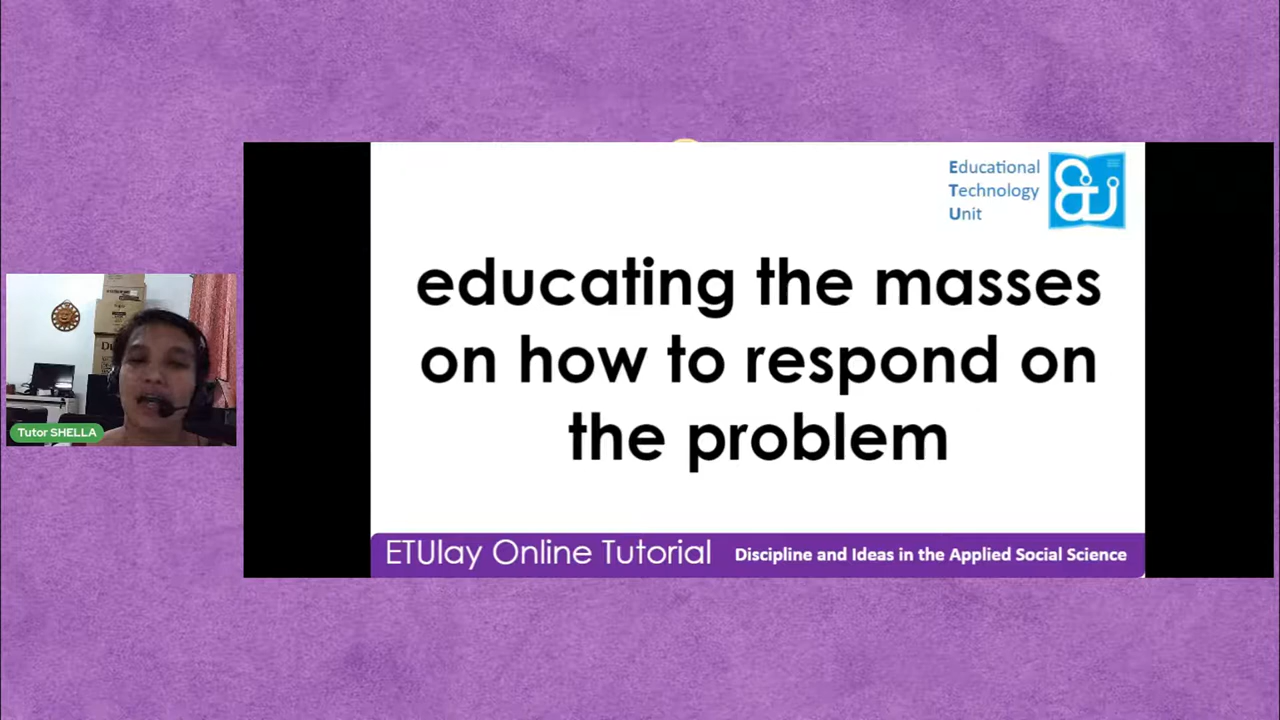 Educational
Technology
Unit
educating the masses
on how to respond on
the problem
Tutor SHELLA
ETUlay Online Tutorial
Discipline and Ideas in the Applied Social Science